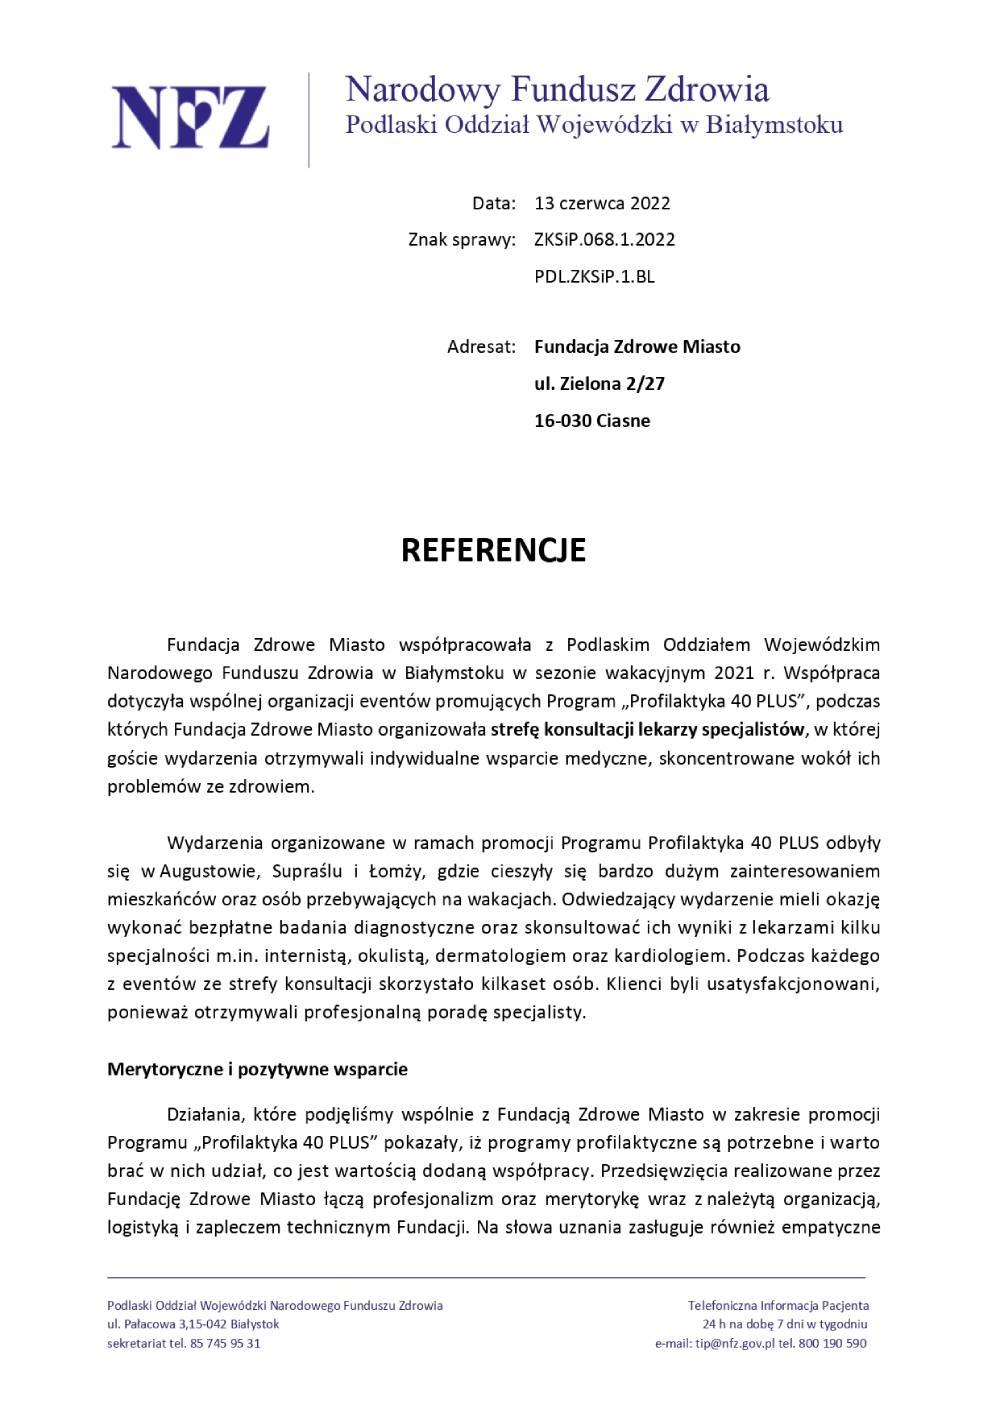 NFZ
Narodowy Fundusz Zdrowia
Podlaski Oddział Wojewódzki w Białymstoku
Data: 13 czerwca 2022
Znak sprawy: ZKSiP.068.1.2022
PDL.ZKSiP.1.BL
Adresat: Fundacja Zdrowe Miasto
ul. Zielona 2/27
16-030 Ciasne
REFERENCJE
Fundacja Zdrowe Miasto współpracowała z Podlaskim Oddziałem Wojewódzkim
Narodowego Funduszu Zdrowia w Białymstoku w sezonie wakacyjnym 2021 r. Współpraca
dotyczyła wspólnej organizacji eventów promujących Program „Profilaktyka 40 PLUS”, podczas
których Fundacja Zdrowe Miasto organizowała strefę konsultacji lekarzy specjalistów, w której
goście wydarzenia otrzymywali indywidualne wsparcie medyczne, skoncentrowane wokół ich
problemów ze zdrowiem.
Wydarzenia organizowane w ramach promocji Programu Profilaktyka 40 PLUS odbyły
się w Augustowie, Supraślu i Łomży, gdzie cieszyły się bardzo dużym zainteresowaniem
mieszkańców oraz osób przebywających na wakacjach. Odwiedzający wydarzenie mieli okazję
wykonać bezpłatne badania diagnostyczne oraz skonsultować ich wyniki z lekarzami kilku
specjalności m.in. internistą, okulistą, dermatologiem oraz kardiologiem. Podczas każdego
z eventów ze strefy konsultacji skorzystało kilkaset osób. Klienci byli usatysfakcjonowani,
ponieważ otrzymywali profesjonalną poradę specjalisty.
Merytoryczne i pozytywne wsparcie
Działania, które podjęliśmy wspólnie z Fundacją Zdrowe Miasto w zakresie promocji
Programu „Profilaktyka 40 PLUS” pokazały, iż programy profilaktyczne są potrzebne i warto
brać w nich udział, co jest wartością dodaną współpracy. Przedsięwzięcia realizowane przez
Fundację Zdrowe Miasto łączą profesjonalizm oraz merytorykę wraz z należytą organizacją,
logistyką i zapleczem technicznym Fundacji. Na słowa uznania zasługuje również empatyczne
Podlaski Oddział Wojewódzki Narodowego Funduszu Zdrowia
ul. Pałacowa 3,15-042 Białystok
sekretariat tel. 85 745 95 31
Telefoniczna Informacja Pacjenta
24 h na dobę 7 dni w tygodniu
e-mail: tip@nfz.gov.pl tel. 800 190 590